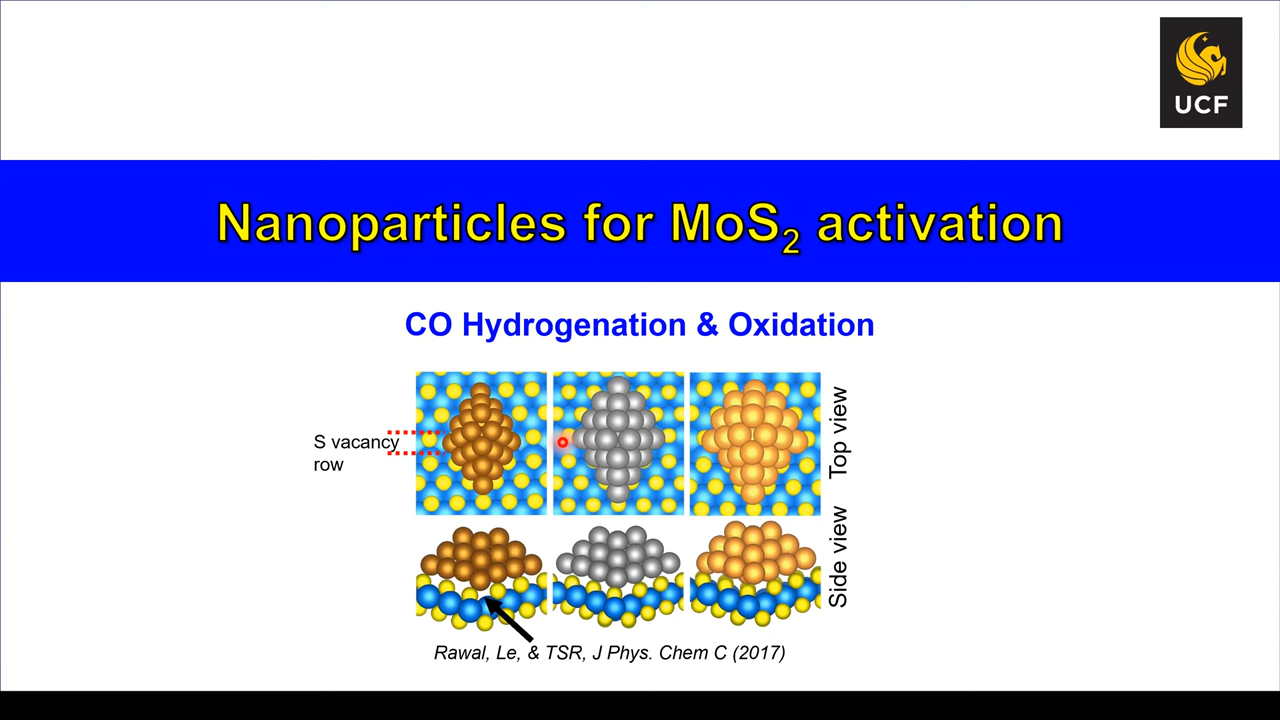 UCF
Nanoparticles for MoS₂ activation
CO Hydrogenation & Oxidation
S vacancy
row
Top view
Side view
Rawal, Le, & TSR, J Phys. Chem C (2017)